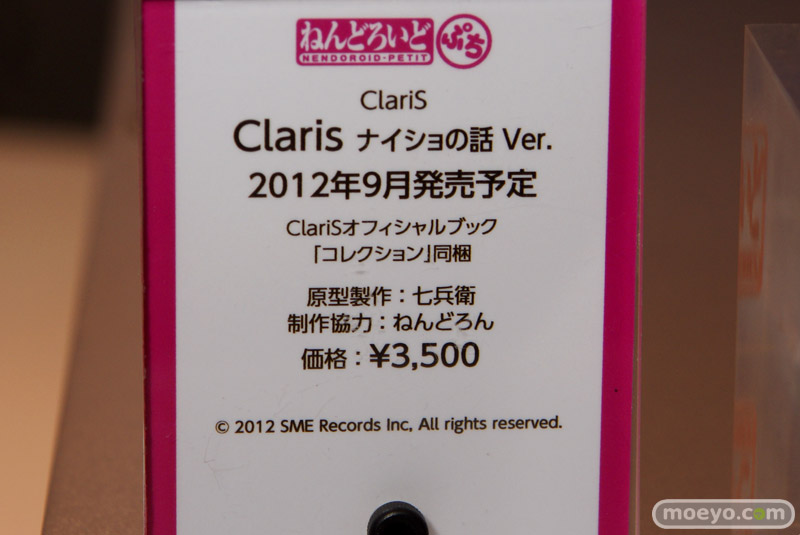 ねんどろいど ぷち
NENDOROID-PETIT
ClariS
Claris ナイショの話 Ver.
2012年9月発売予定
ClariSオフィシャルブック
「コレクション」同梱
原型製作：七兵衛
制作協力：ねんどろん
価格：¥3,500
© 2012 SME Records Inc, All rights reserved.
moeyo.com